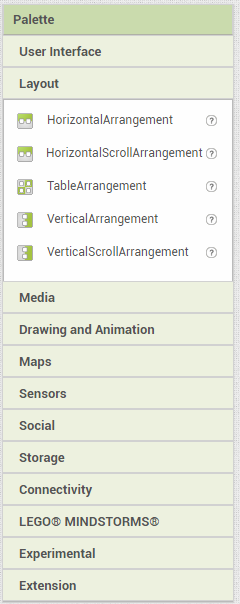 Palette
User Interface
Layout
HorizontalArrangement ?
HorizontalScrollArrangement ?
TableArrangement ?
VerticalArrangement ?
VerticalScrollArrangement ?
Media
Drawing and Animation
Maps
Sensors
Social
Storage
Connectivity
LEGO® MINDSTORMS®
Experimental
Extension